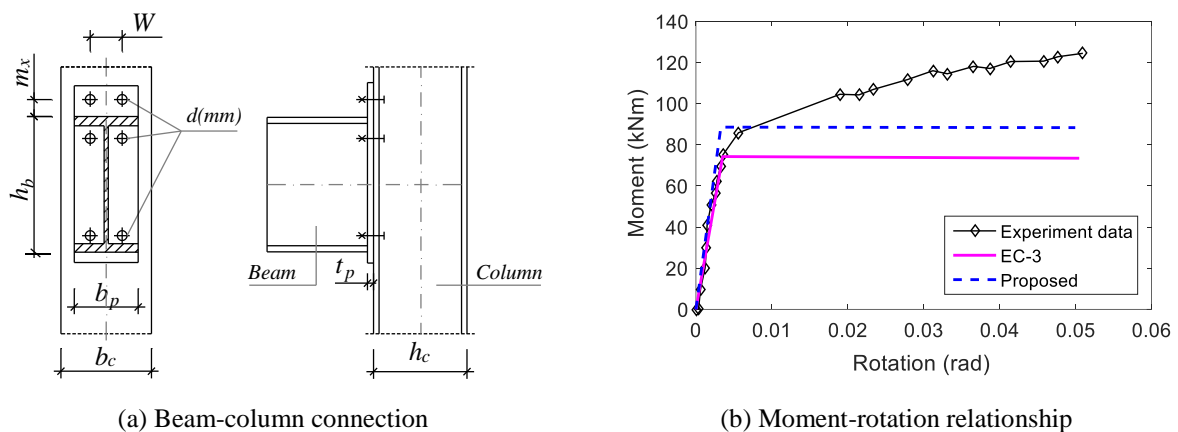 W
m_x
d(mm)
h_b
b_p
b_c
Beam
t_p
Column
h_c
(a) Beam-column connection
Moment (kNm)
140
120
100
80
60
40
20
0
0
0.01
0.02
0.03
0.04
0.05
0.06
Rotation (rad)
Experiment data
EC-3
Proposed
(b) Moment-rotation relationship